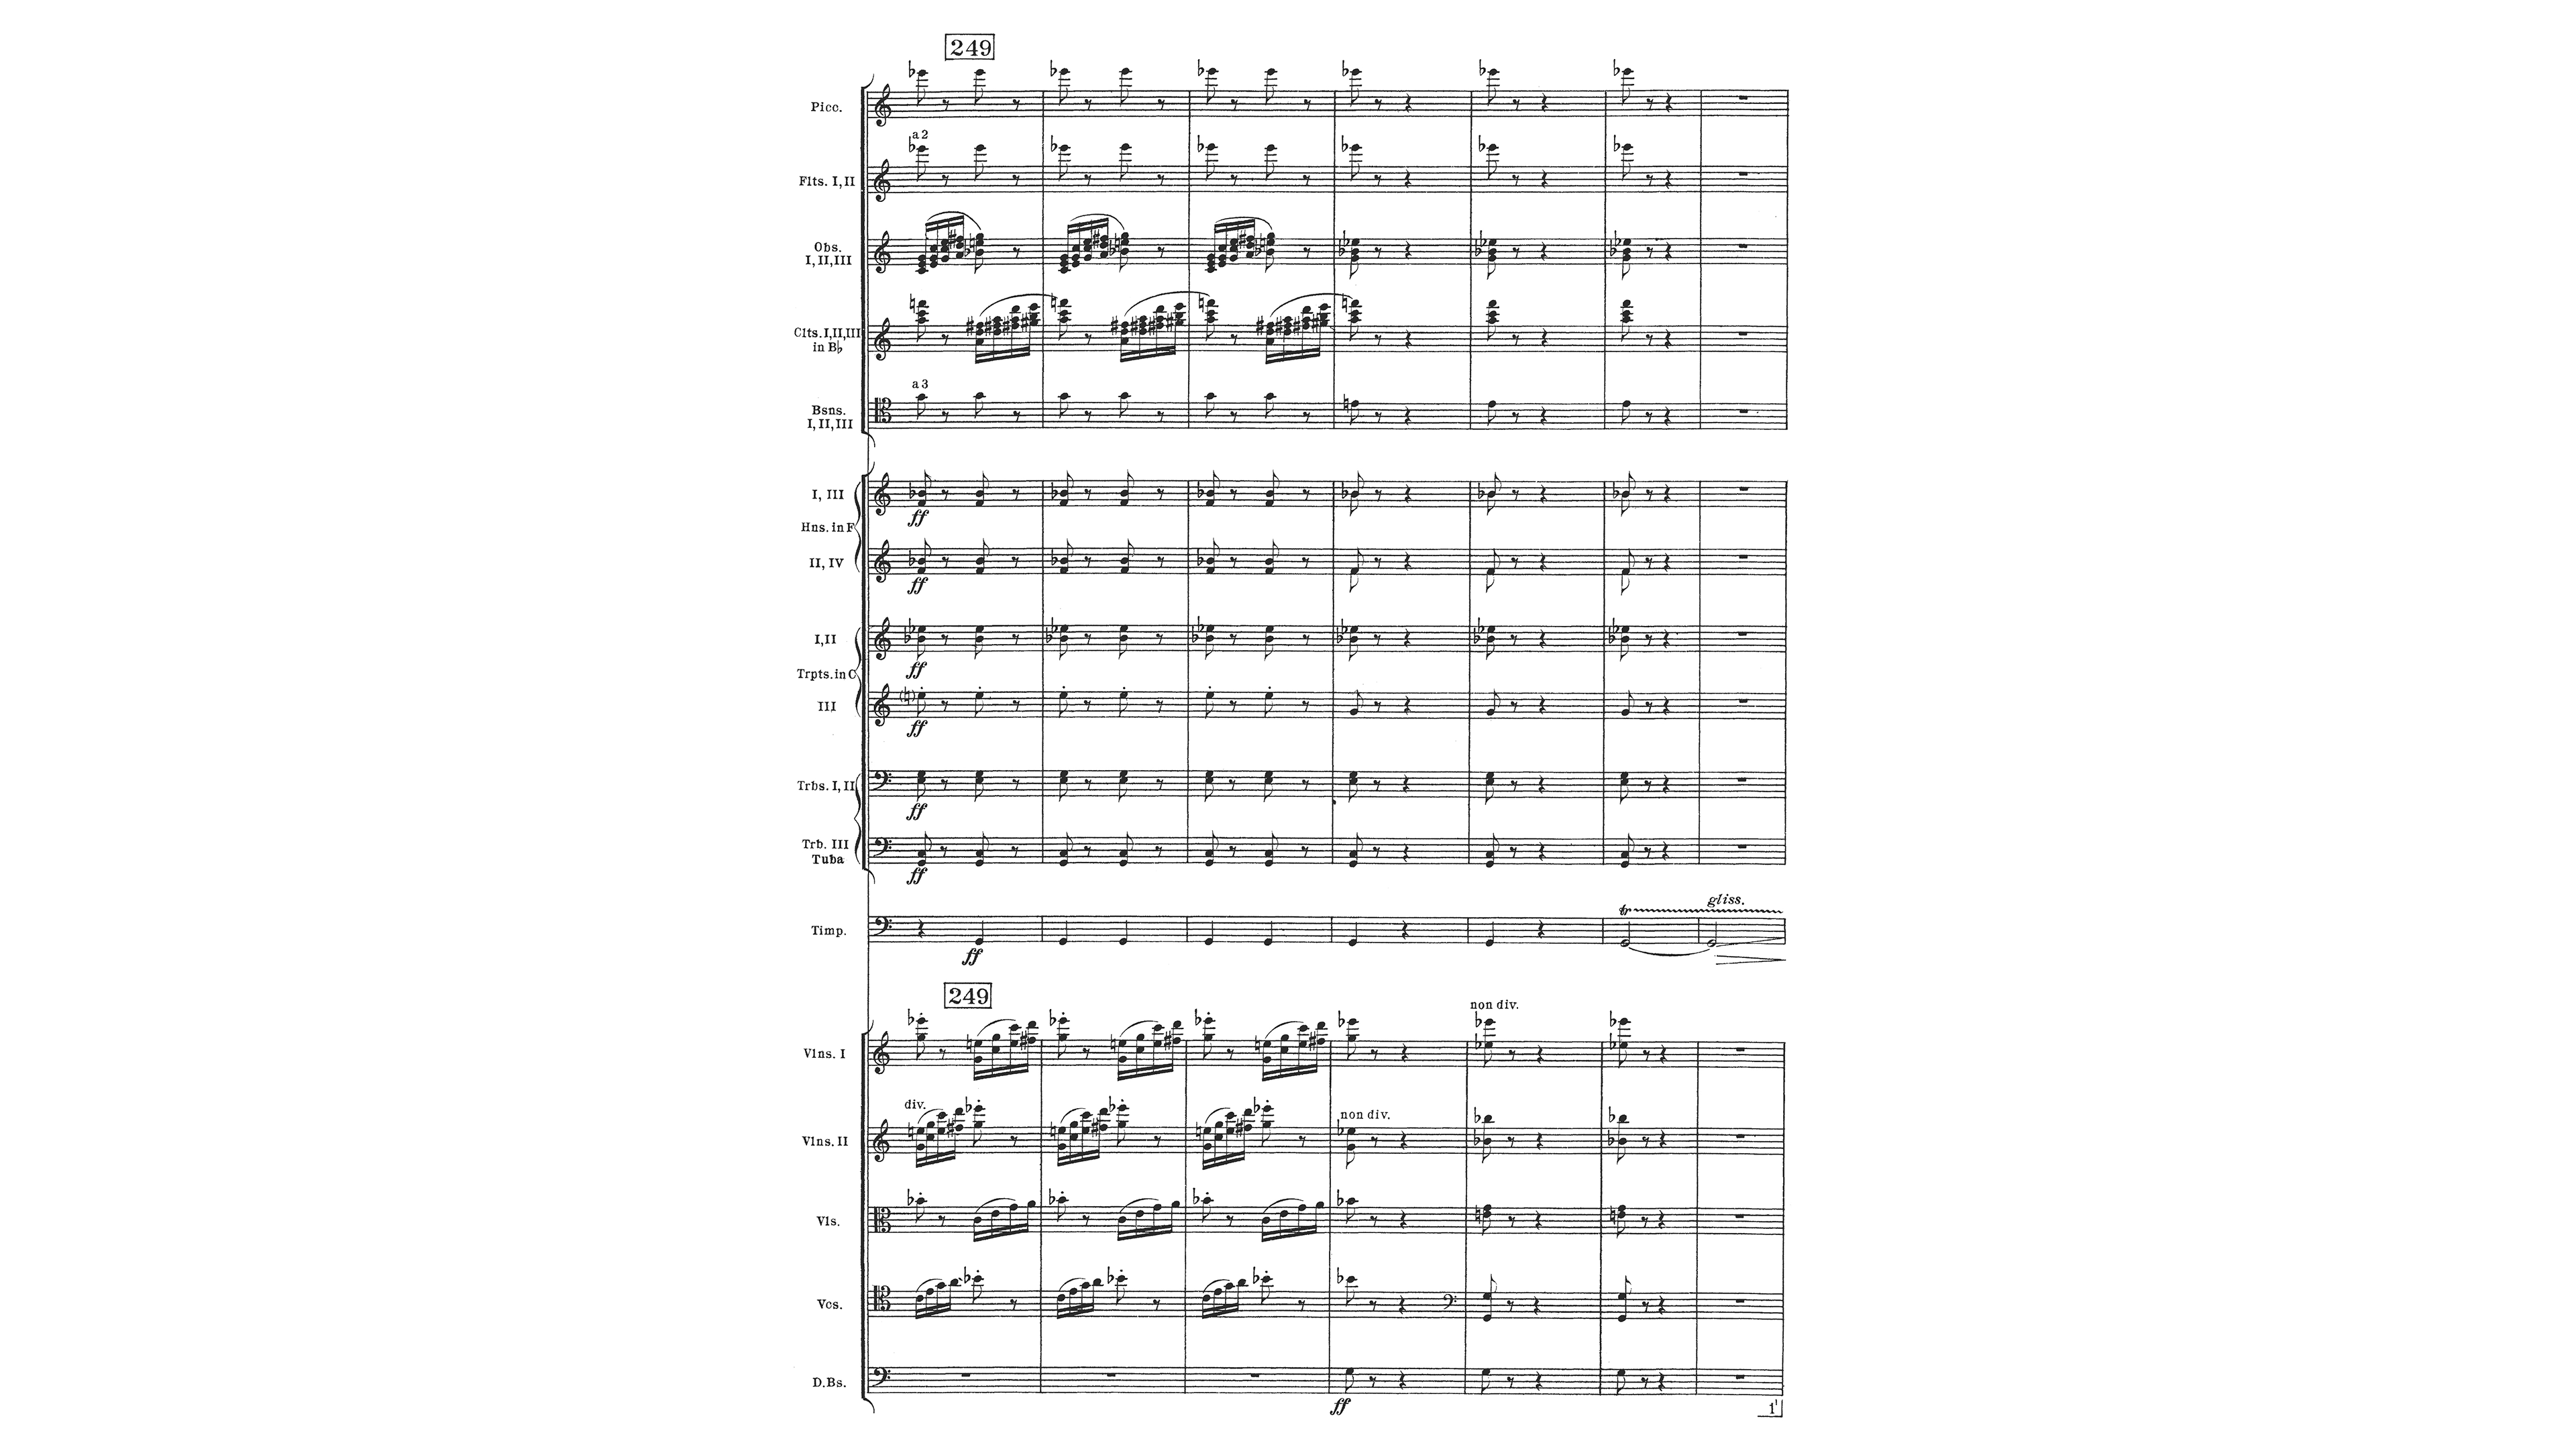 249
Picc.
a 2
Flts. I, II
Obs.
I, II, III
Clts. I, II, III
in B♭
a 3
Bsns.
I, II, III
I, III
ff
Hns. in F
II, IV
ff
I, II
ff
Trpts. in C
III
ff
Trbs. I, II
ff
Trb. III
Tuba
ff
gliss.
tr
Timp.
ff
249
non div.
Vlns. I
div.
non div.
Vlns. II
Vls.
Vcs.
D.Bs.
ff
1'